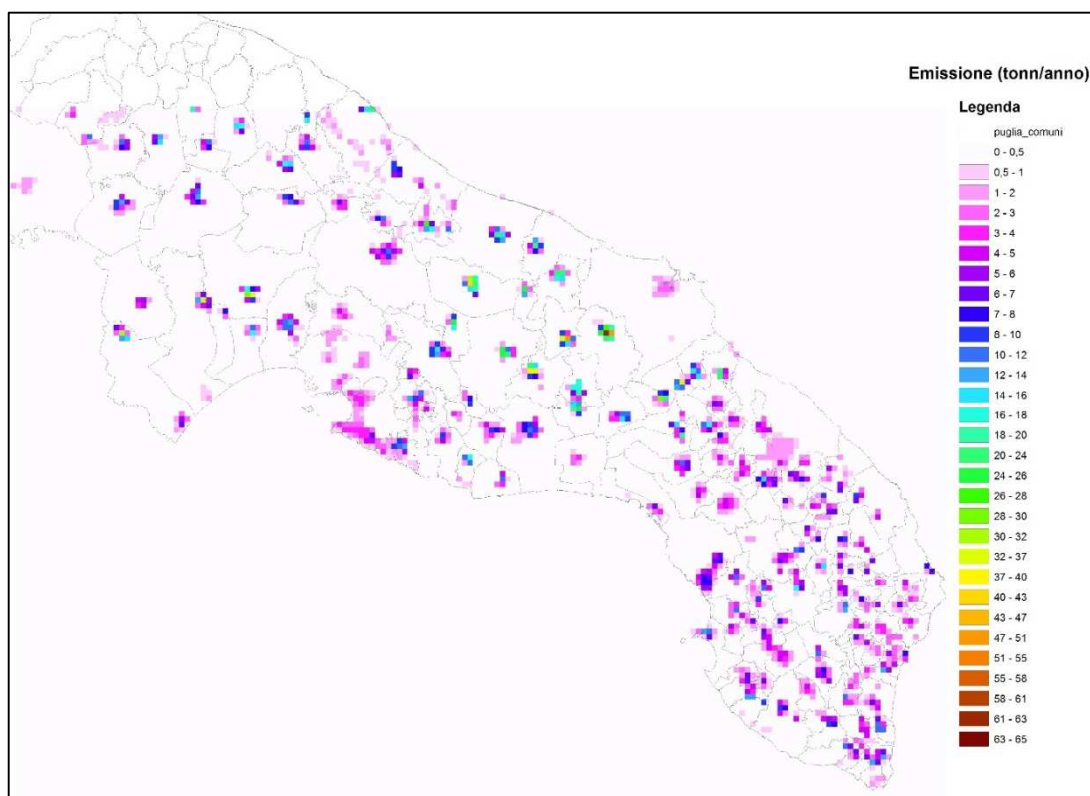 Emissione (tonn/anno)
Legenda
puglia_comuni
0 - 0,5
0,5 - 1
1 - 2
2 - 3
3 - 4
4 - 5
5 - 6
6 - 7
7 - 8
8 - 10
10 - 12
12 - 14
14 - 16
16 - 18
18 - 20
20 - 24
24 - 26
26 - 28
28 - 30
30 - 32
32 - 37
37 - 40
40 - 43
43 - 47
47 - 51
51 - 55
55 - 58
58 - 61
61 - 63
63 - 65